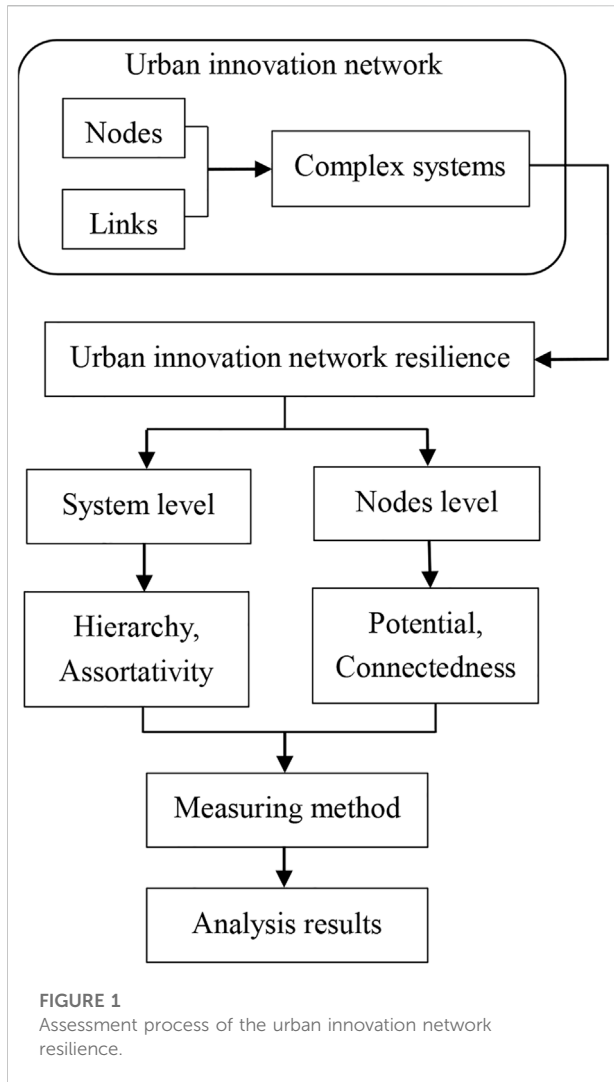 Urban innovation network
Nodes
Complex systems
Links
Urban innovation network resilience
System level
Nodes level
Hierarchy,
Assortativity
Potential,
Connectedness
Measuring method
Analysis results
FIGURE 1
Assessment process of the urban innovation network
resilience.